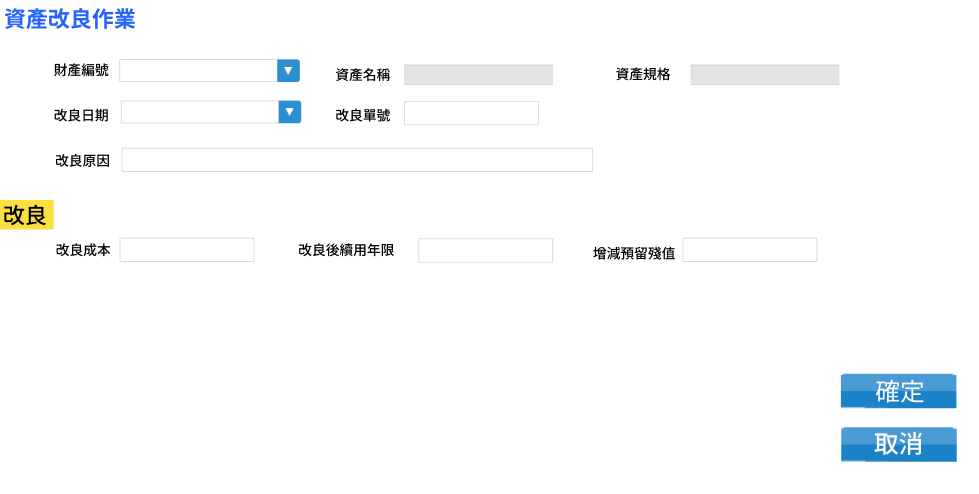 資產改良作業
財產編號 資產名稱 資產規格
改良日期 改良單號
改良原因
改良
改良成本 改良後續用年限 增減預留殘值
確定
取消